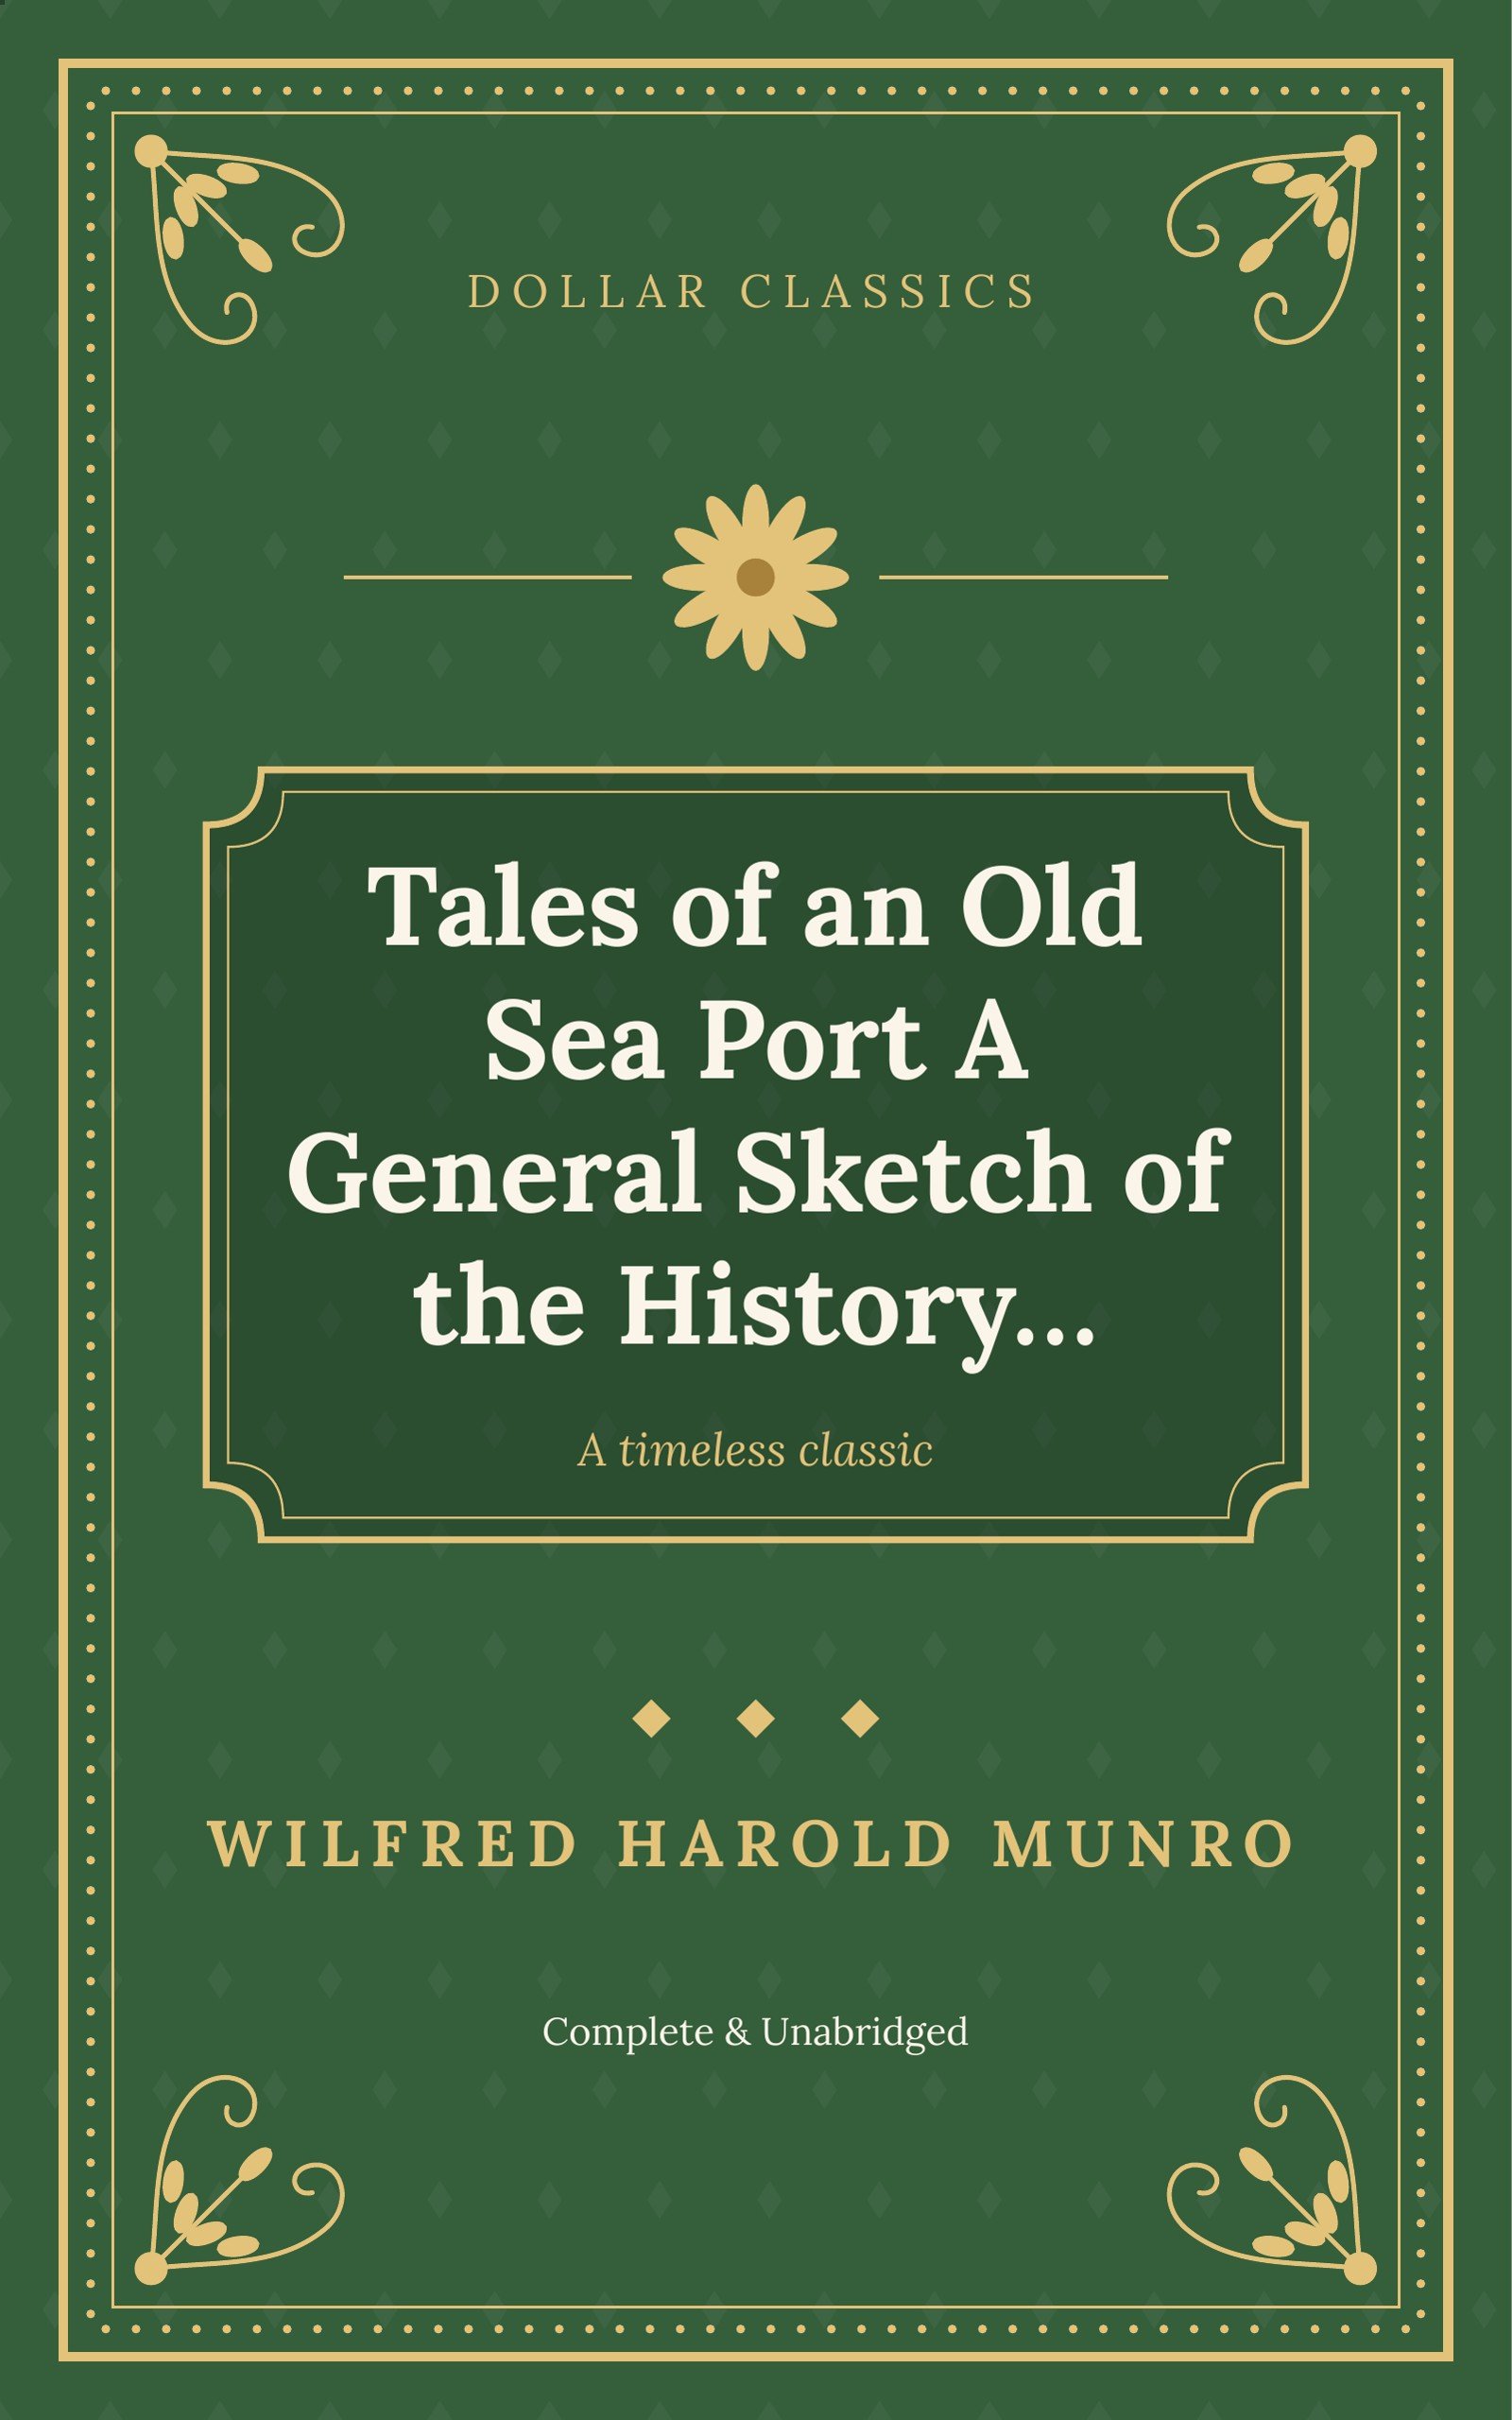 DOLLAR CLASSICS
Tales of an Old
Sea Port A
General Sketch of
the History...
A timeless classic
WILFRED HAROLD MUNRO
Complete & Unabridged